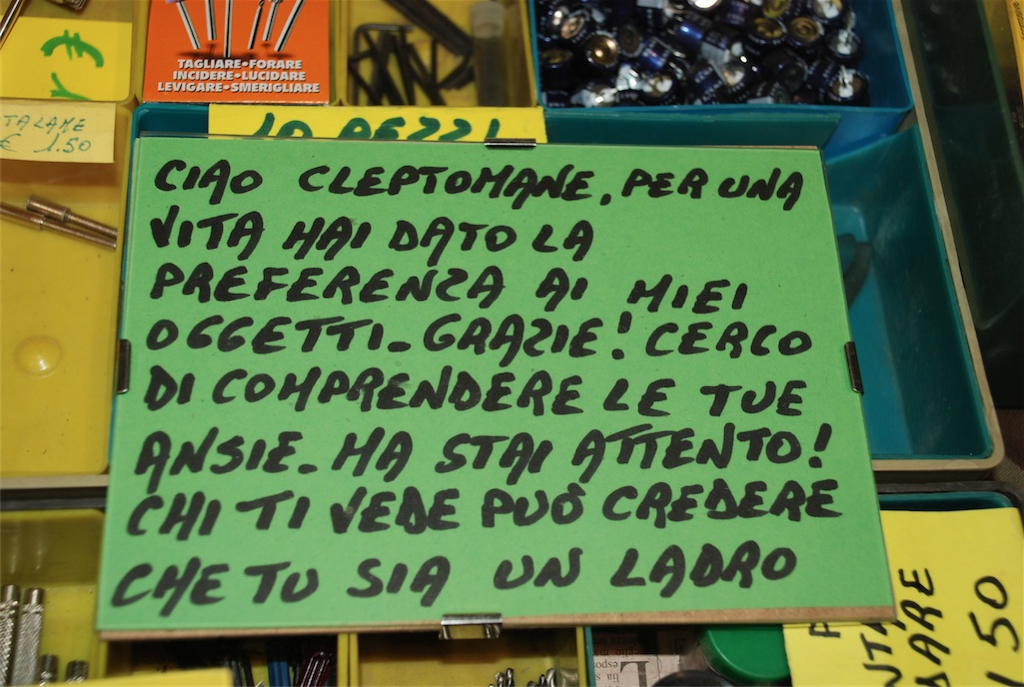 €
TAGLIARE•FORARE
INCIDERE•LUCIDARE
LEVIGARE•SMERIGLIARE
TALAME
€ 1.50
10 PEZZI
CIAO CLEPTOMANE, PER UNA
VITA HAI DATO LA
PREFERENZA AI MIEI
OGGETTI. GRAZIE! CERCO
DI COMPRENDERE LE TUE
ANSIE. MA STAI ATTENTO!
CHI TI VEDE PUÒ CREDERE
CHE TU SIA UN LADRO
50